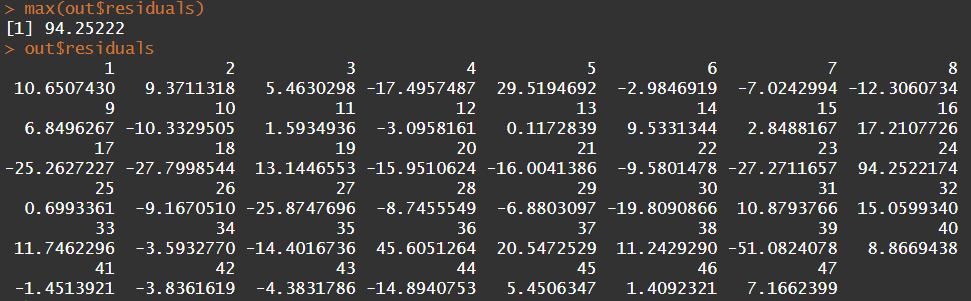 > max(out$residuals)
[1] 94.25222
> out$residuals
1 2 3 4 5 6 7 8
10.6507430 9.3711318 5.4630298 -17.4957487 29.5194692 -2.9846919 -7.0242994 -12.3060734
9 10 11 12 13 14 15 16
6.8496267 -10.3329505 1.5934936 -3.0958161 0.1172839 9.5331344 2.8488167 17.2107726
17 18 19 20 21 22 23 24
-25.2627227 -27.7998544 13.1446553 -15.9510624 -16.0041386 -9.5801478 -27.2711657 94.2522174
25 26 27 28 29 30 31 32
0.6993361 -9.1670510 -25.8747696 -8.7455549 -6.8803097 -19.8090866 10.8793766 15.0599340
33 34 35 36 37 38 39 40
11.7462296 -3.5932770 -14.4016736 45.6051264 20.5472529 11.2429290 -51.0824078 8.8669438
41 42 43 44 45 46 47
-1.4513921 -3.8361619 -4.3831786 -14.8940753 5.4506347 1.4092321 7.1662399